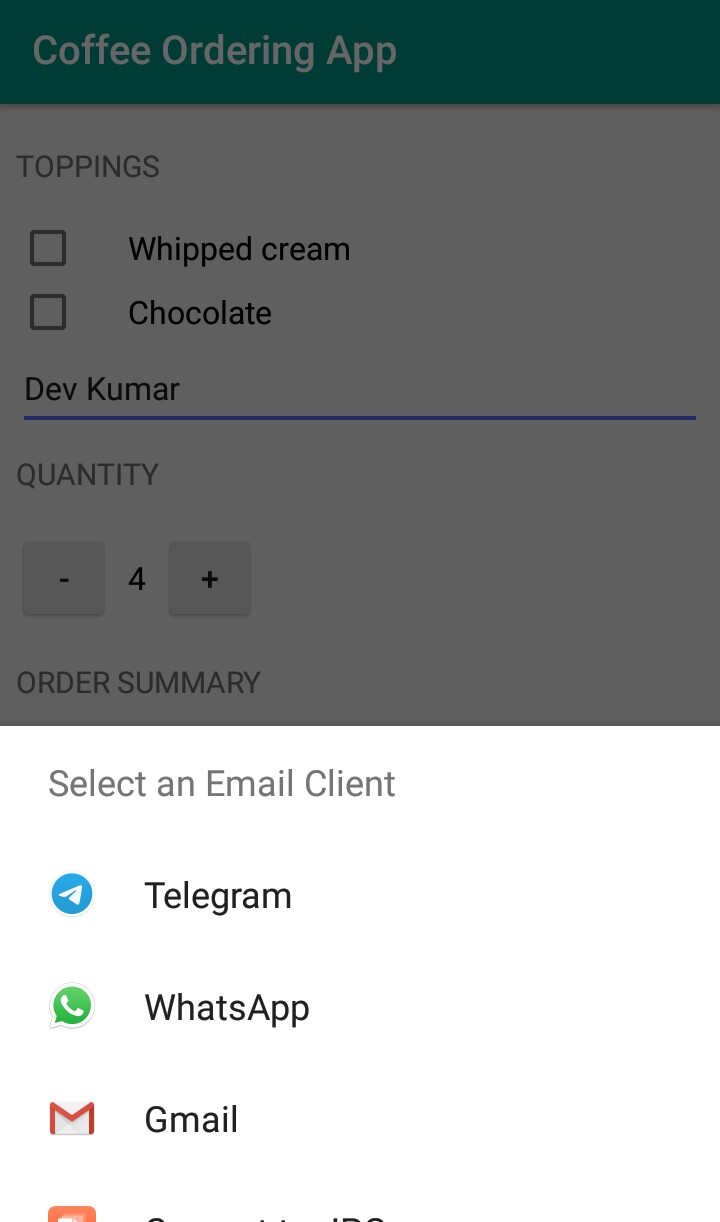 Coffee Ordering App
TOPPINGS
Whipped cream
Chocolate
Dev Kumar
QUANTITY
- 4 +
ORDER SUMMARY
Select an Email Client
Telegram
WhatsApp
Gmail